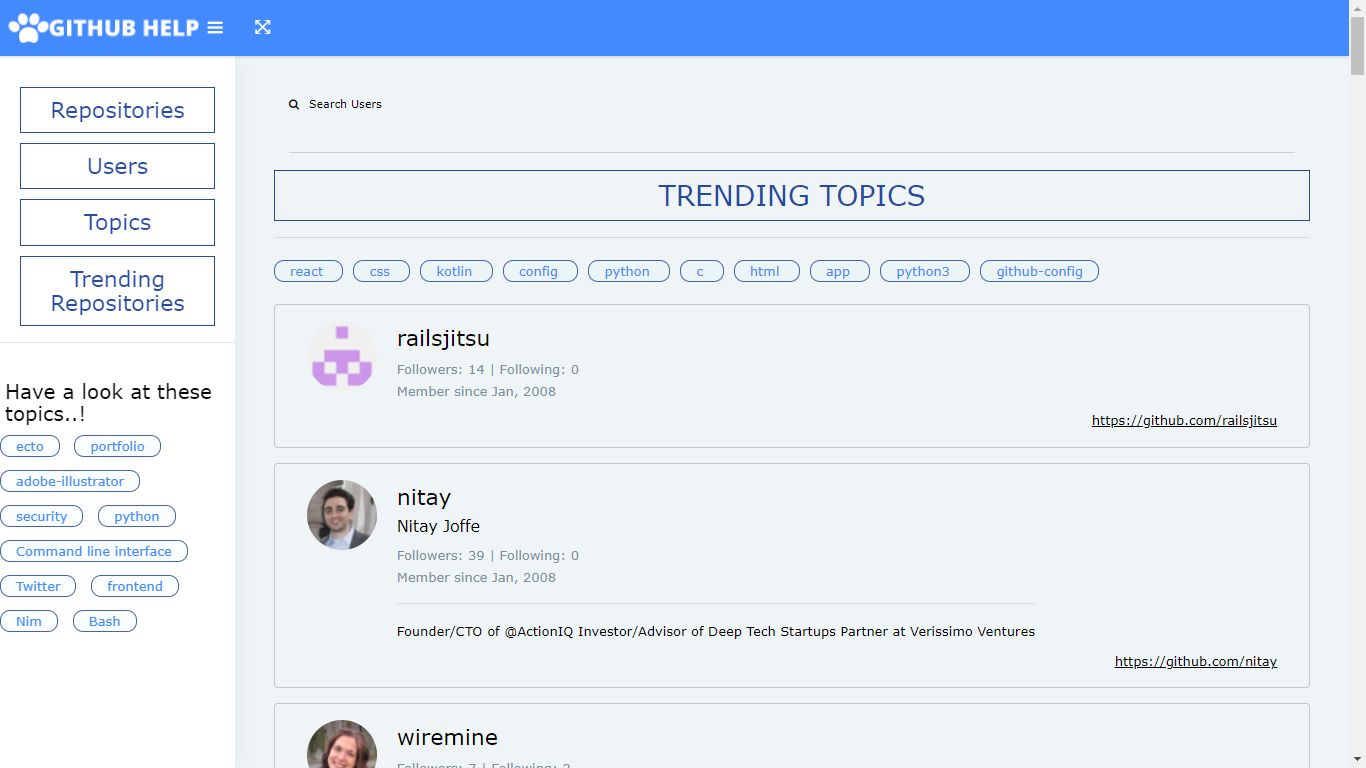 GITHUB HELP
Repositories
Users
Topics
Trending
Repositories
Have a look at these
topics..!
ecto portfolio
adobe-illustrator
security python
Command line interface
Twitter frontend
Nim Bash
Search Users
TRENDING TOPICS
react css kotlin config python c html app python3 github-config
railsjitsu
Followers: 14 | Following: 0
Member since Jan, 2008
https://github.com/railsjitsu
nitay
Nitay Joffe
Followers: 39 | Following: 0
Member since Jan, 2008
Founder/CTO of @ActionIQ Investor/Advisor of Deep Tech Startups Partner at Verissimo Ventures
https://github.com/nitay
wiremine
Followers: 7 | Following: 2